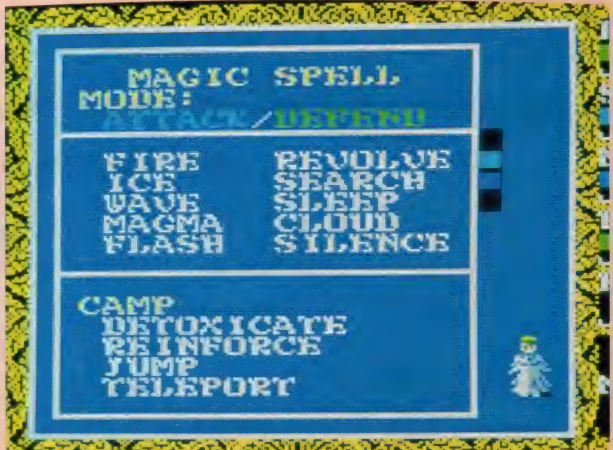 MAGIC SPELL
MODE:
ATTACK/DEFEND
FIRE REVOLVE
ICE SEARCH
WAVE SLEEP
MAGMA CLOUD
FLASH SILENCE
CAMP
DETOXICATE
REINFORCE
JUMP
TELEPORT